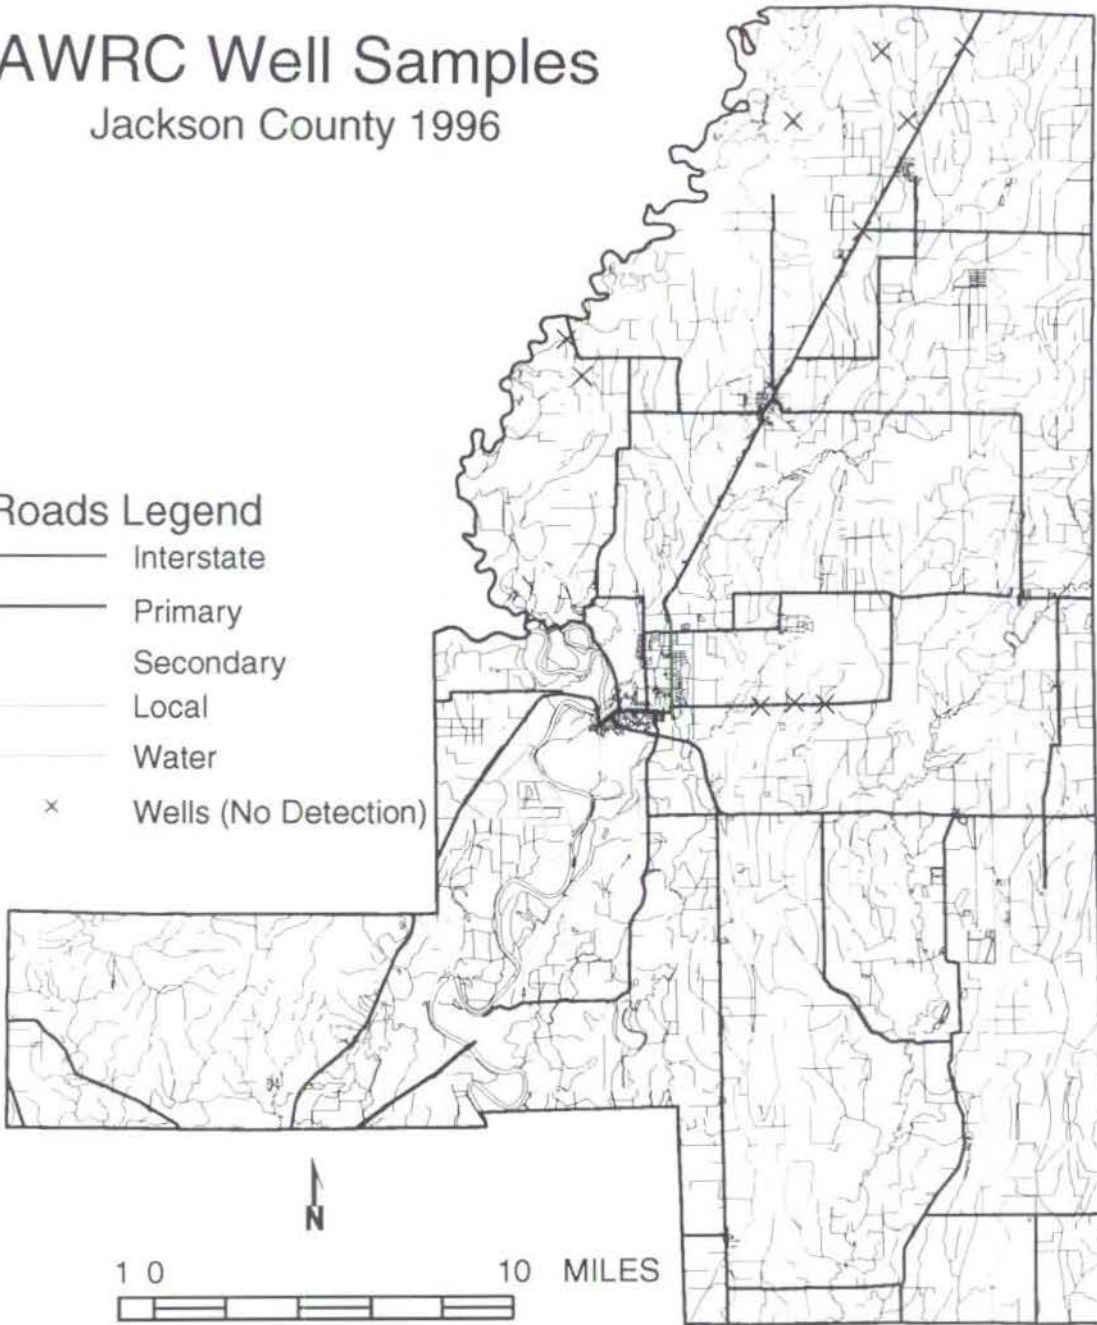 AWRC Well Samples
Jackson County 1996
Roads Legend
Interstate
Primary
Secondary
Local
Water
× Wells (No Detection)
N
1 0 10 MILES